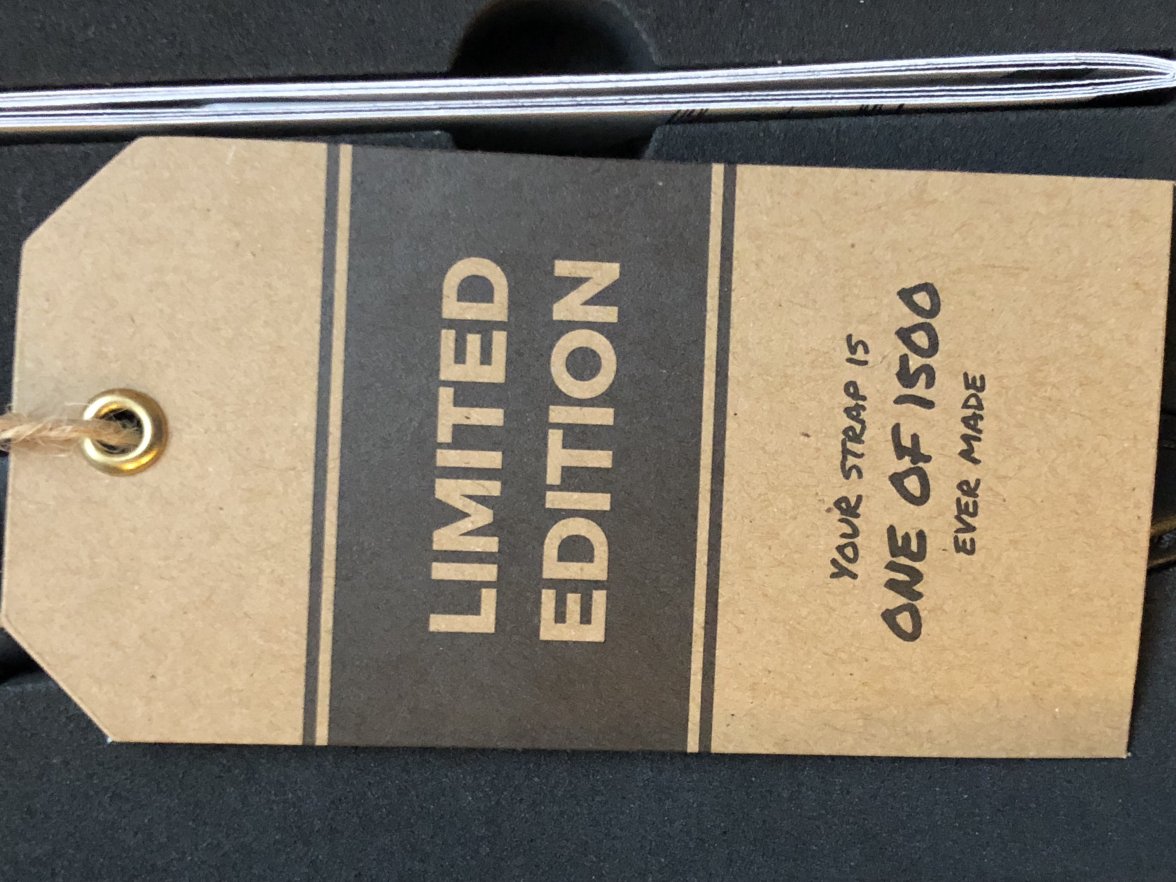 LIMITED
EDITION
YOUR STRAP IS
ONE OF 1500
EVER MADE